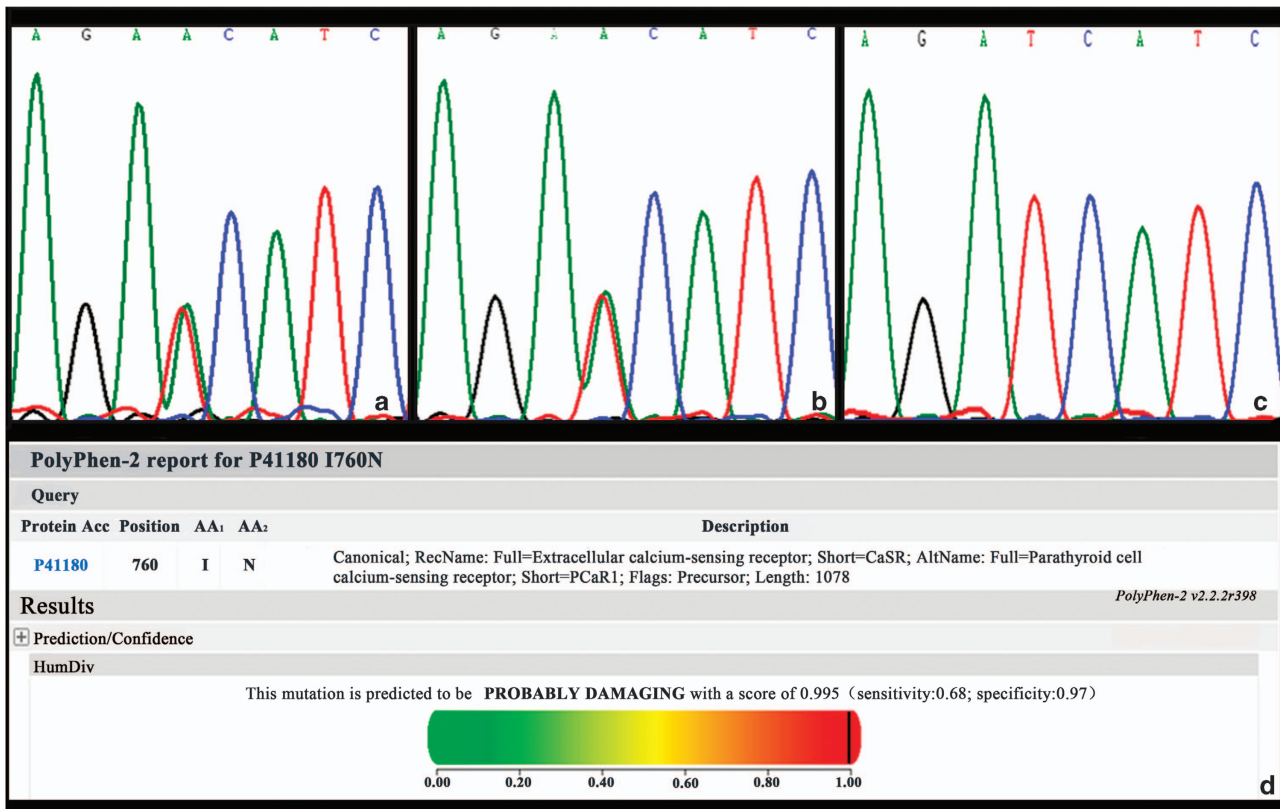 A G A A C A T C
A G A A C A T C
A G A T C A T C
a
b
c
PolyPhen-2 report for P41180 I760N
Query
Protein Acc Position AA1 AA2 Description
P41180 760 I N Canonical; RecName: Full=Extracellular calcium-sensing receptor; Short=CaSR; AltName: Full=Parathyroid cell
calcium-sensing receptor; Short=PCaR1; Flags: Precursor; Length: 1078
Results
PolyPhen-2 v2.2.2r398
+ Prediction/Confidence
HumDiv
This mutation is predicted to be PROBABLY DAMAGING with a score of 0.995 (sensitivity:0.68; specificity:0.97)
0.00 0.20 0.40 0.60 0.80 1.00
d